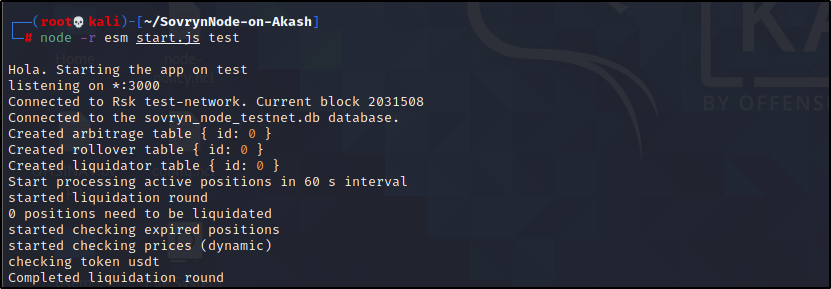 (root💀kali)-[~/SovrynNode-on-Akash]
# node -r esm start.js test
Hola. Starting the app on test
listening on *:3000
Connected to Rsk test-network. Current block 2031508
Connected to the sovryn_node_testnet.db database.
Created arbitrage table { id: 0 }
Created rollover table { id: 0 }
Created liquidator table { id: 0 }
Start processing active positions in 60 s interval
started liquidation round
0 positions need to be liquidated
started checking expired positions
started checking prices (dynamic)
checking token usdt
Completed liquidation round
KA
BY OFFENS